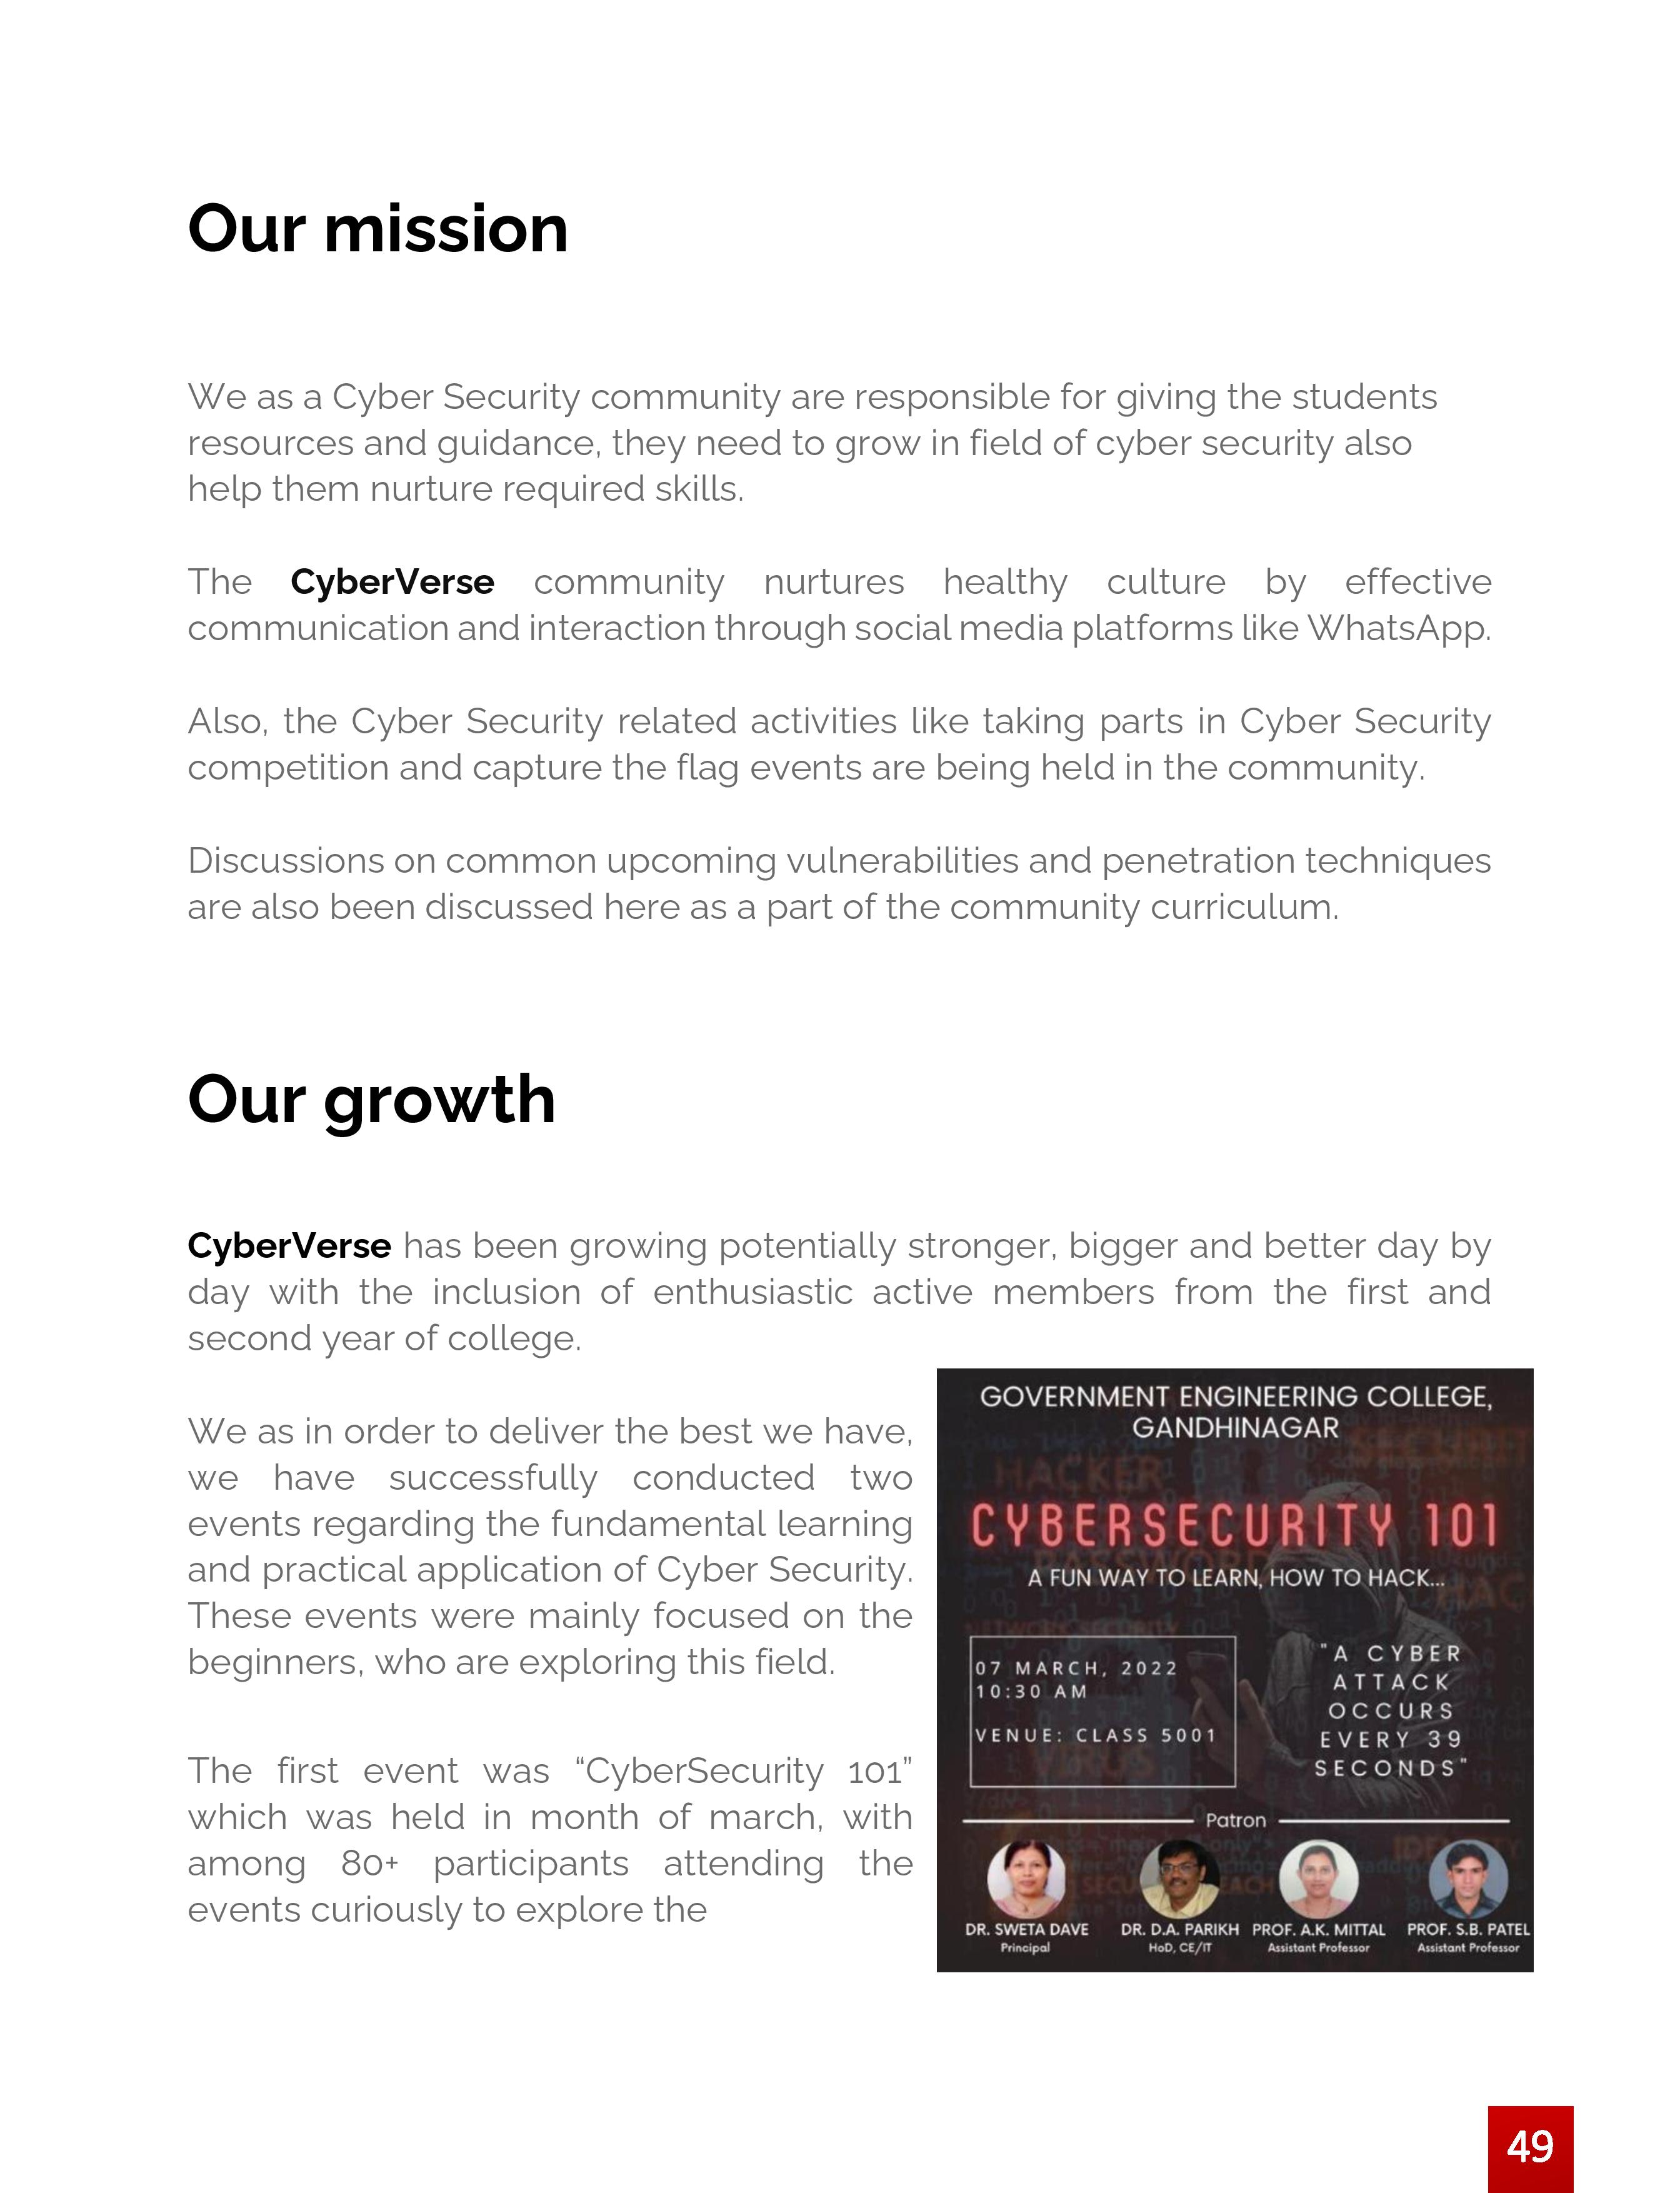 Our mission
We as a Cyber Security community are responsible for giving the students
resources and guidance, they need to grow in field of cyber security also
help them nurture required skills.
The CyberVerse community nurtures healthy culture by effective
communication and interaction through social media platforms like WhatsApp.
Also, the Cyber Security related activities like taking parts in Cyber Security
competition and capture the flag events are being held in the community.
Discussions on common upcoming vulnerabilities and penetration techniques
are also been discussed here as a part of the community curriculum.
Our growth
CyberVerse has been growing potentially stronger, bigger and better day by
day with the inclusion of enthusiastic active members from the first and
second year of college.
We as in order to deliver the best we have,
we have successfully conducted two
events regarding the fundamental learning
and practical application of Cyber Security.
These events were mainly focused on the
beginners, who are exploring this field.
The first event was “CyberSecurity 101”
which was held in month of march, with
among 80+ participants attending the
events curiously to explore the
GOVERNMENT ENGINEERING COLLEGE,
GANDHINAGAR
HACKER
CYBERSECURITY 101
PASSWORD
A FUN WAY TO LEARN, HOW TO HACK...
07 MARCH, 2022
10:30 AM
VENUE: CLASS 5001
VIRUS
"A CYBER
ATTACK
OCCURS
EVERY 39
SECONDS"
Patron
DR. SWETA DAVE
Principal
DR. D.A. PARIKH
HoD, CE/IT
PROF. A.K. MITTAL
Assistant Professor
PROF. S.B. PATEL
Assistant Professor
49